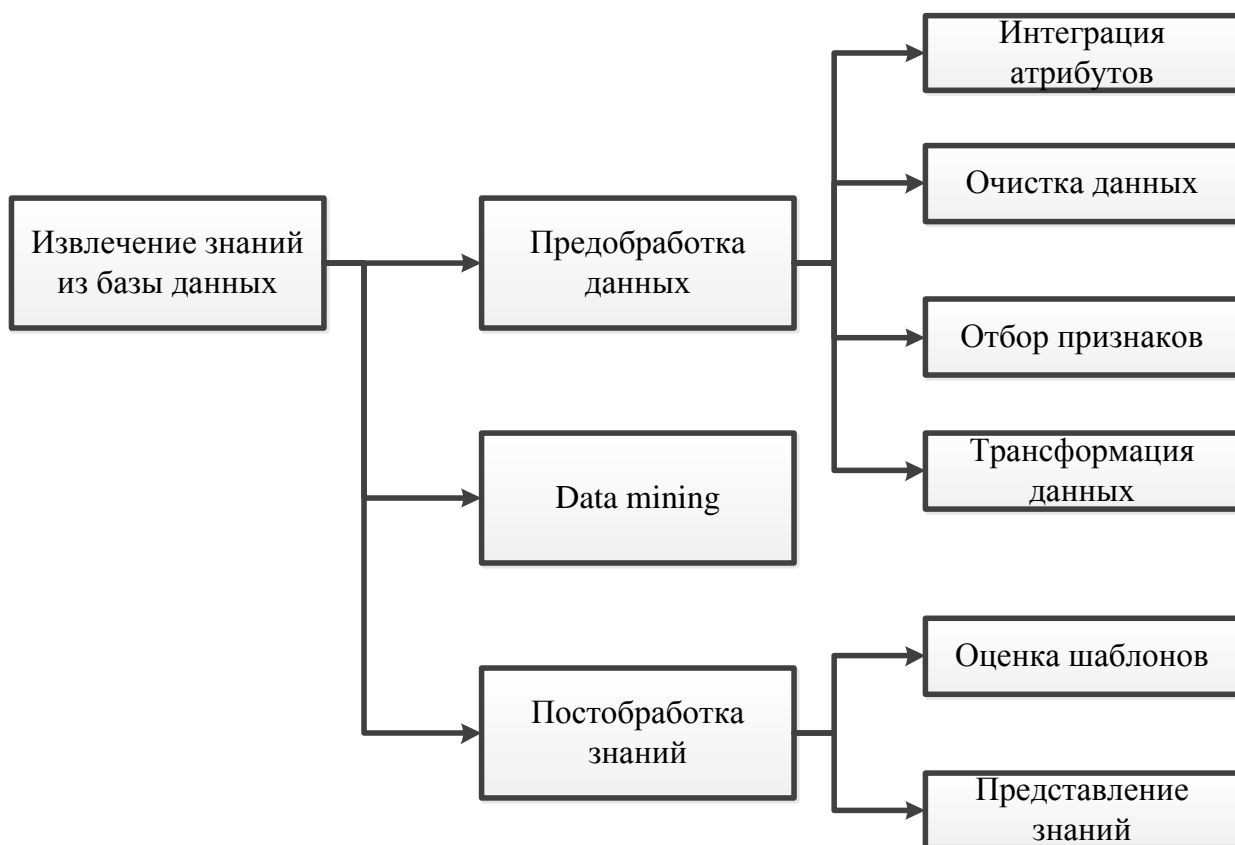 Интеграция
атрибутов
Очистка данных
Извлечение знаний
из базы данных
Предобработка
данных
Отбор признаков
Трансформация
данных
Data mining
Оценка шаблонов
Постобработка
знаний
Представление
знаний